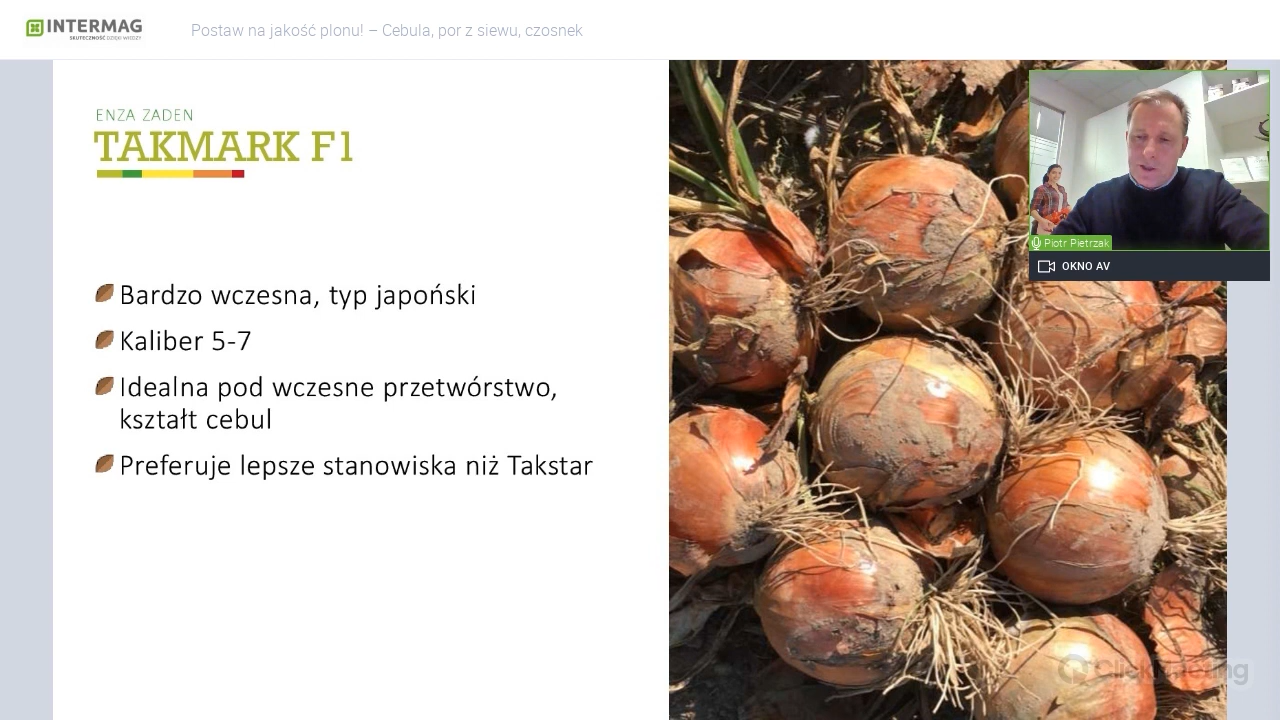 INTERMAG
SKUTECZNOŚĆ DZIĘKI WIEDZY
Postaw na jakość plonu! – Cebula, por z siewu, czosnek
ENZA ZADEN
TAKMARK F1
Bardzo wczesna, typ japoński
Kaliber 5-7
Idealna pod wczesne przetwórstwo,
kształt cebul
Preferuje lepsze stanowiska niż Takstar
Piotr Pietrzak
OKNO AV
ClickMeeting